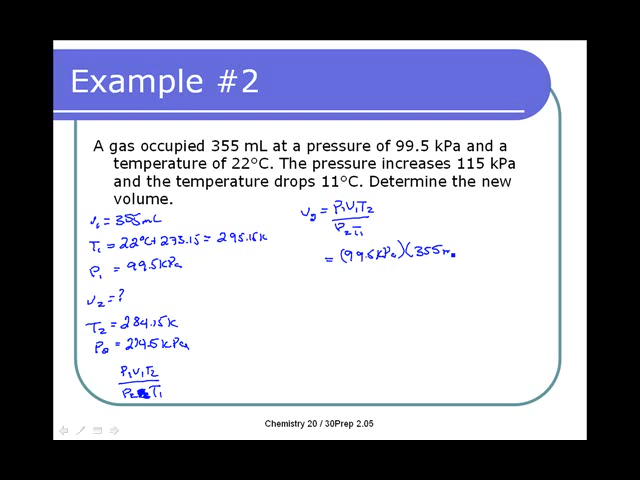 Example #2
A gas occupied 355 mL at a pressure of 99.5 kPa and a
temperature of 22°C. The pressure increases 115 kPa
and the temperature drops 11°C. Determine the new
volume.
V₁ = 355mL
T₁ = 22°C + 273.15 = 295.15K
P₁ = 99.5kPa
V₂ = ?
T₂ = 284.15K
P₂ = 214.5kPa
P₁V₁T₂
P₂ T₁
V₂ = P₁V₁T₂
P₂T₁
= (99.5kPa)(355m
Chemistry 20 / 30Prep 2.05